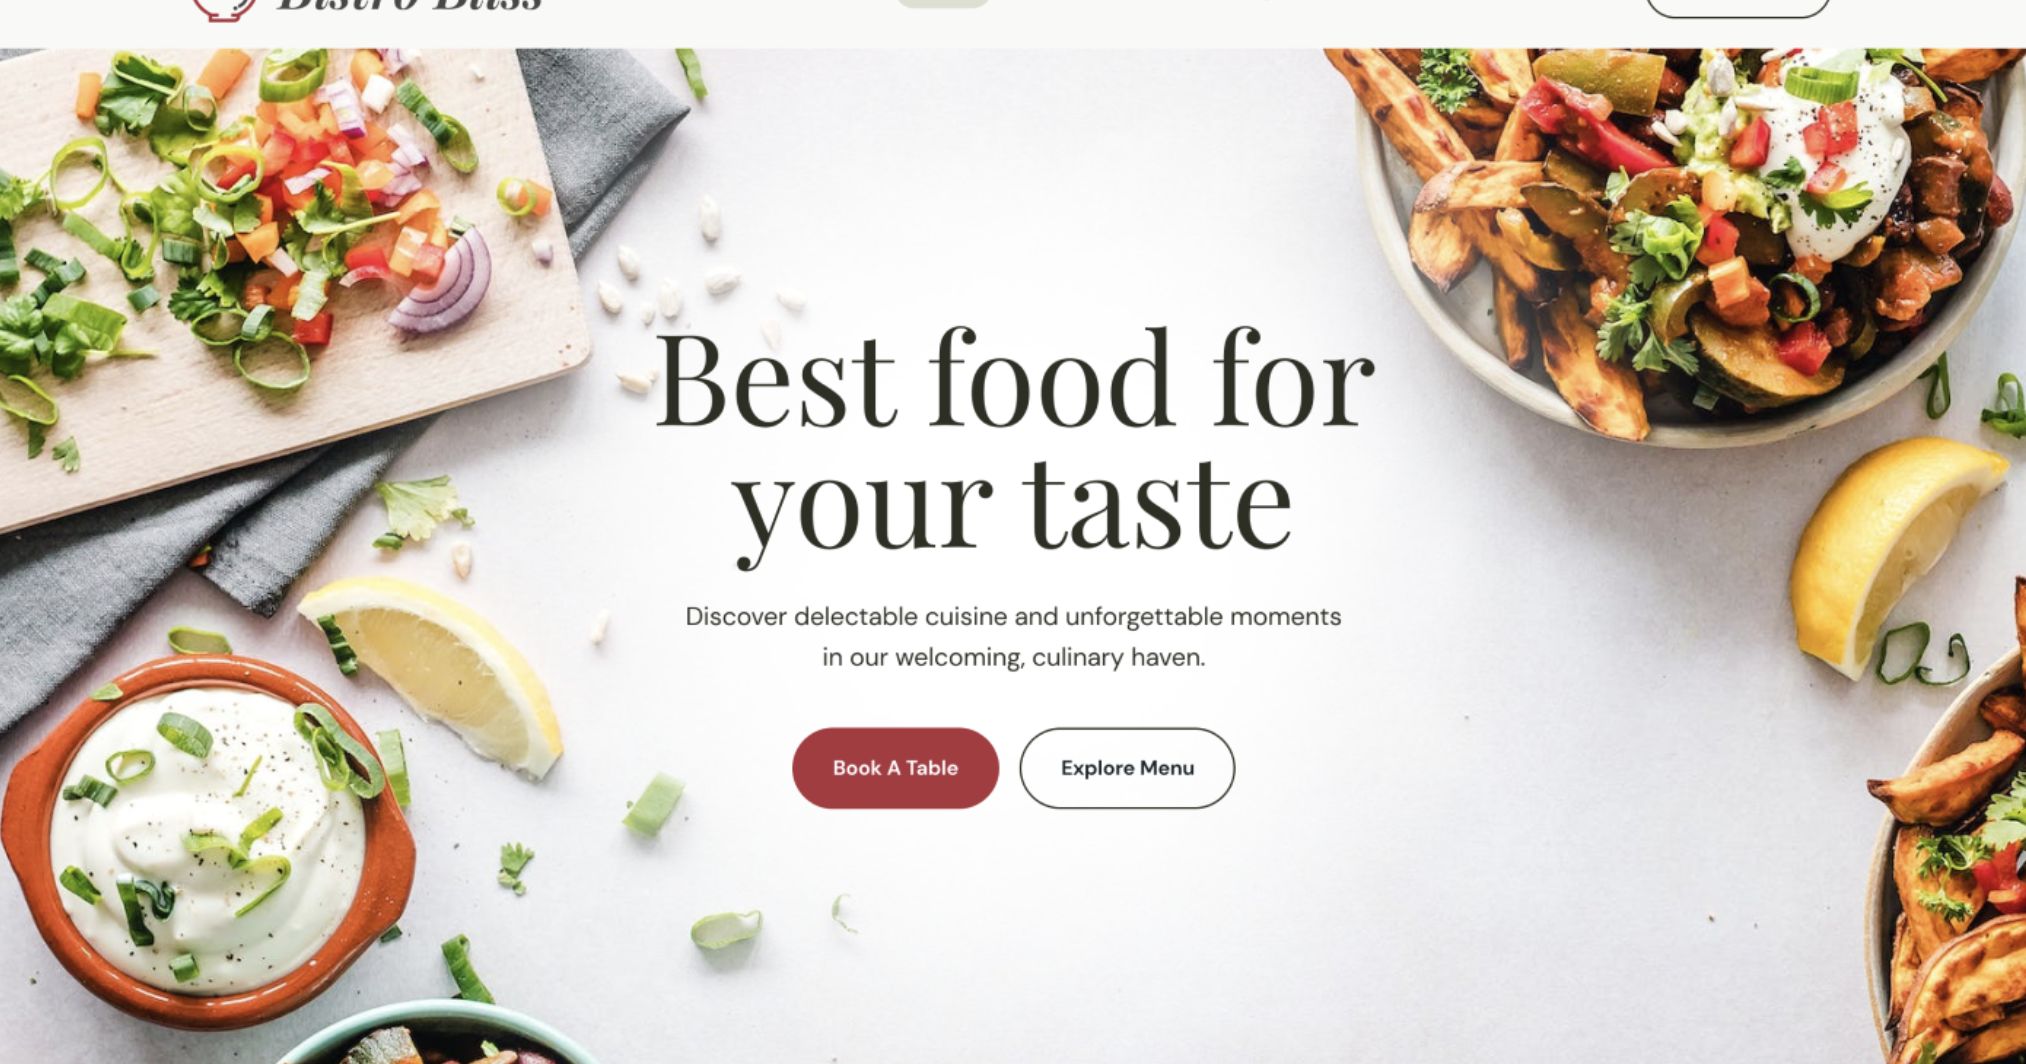 Bistro Bliss
Best food for
your taste
Discover delectable cuisine and unforgettable moments
in our welcoming, culinary haven.
Book A Table
Explore Menu